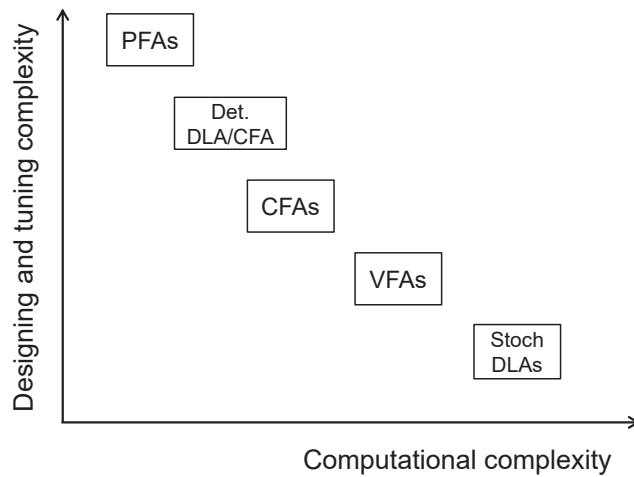 Designing and tuning complexity
PFAs
Det.
DLA/CFA
CFAs
VFAs
Stoch
DLAs
Computational complexity